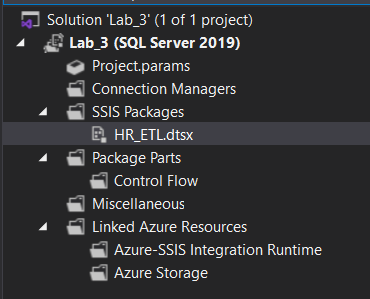 Solution 'Lab_3' (1 of 1 project)
Lab_3 (SQL Server 2019)
Project.params
Connection Managers
SSIS Packages
HR_ETL.dtsx
Package Parts
Control Flow
Miscellaneous
Linked Azure Resources
Azure-SSIS Integration Runtime
Azure Storage